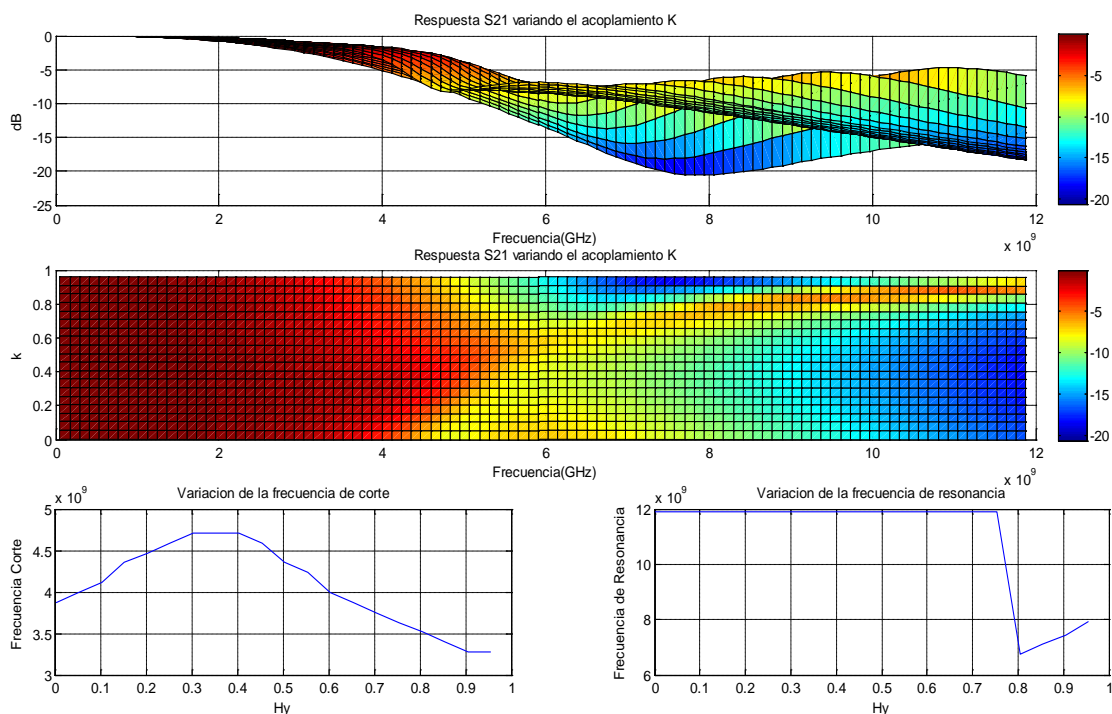 Respuesta S21 variando el acoplamiento K
0
-5
-10
-15
-20
-25
dB
0 2 4 6 8 10 12
Frecuencia(GHz)
x 10^9
-5
-10
-15
-20
Respuesta S21 variando el acoplamiento K
1
0.8
0.6
0.4
0.2
0
k
0 2 4 6 8 10 12
Frecuencia(GHz)
x 10^9
-5
-10
-15
-20
Variacion de la frecuencia de corte
x 10^9
5
4.5
4
3.5
3
Frecuencia Corte
0 0.1 0.2 0.3 0.4 0.5 0.6 0.7 0.8 0.9 1
Hy
Variacion de la frecuencia de resonancia
x 10^9
12
10
8
6
Frecuencia de Resonancia
0 0.1 0.2 0.3 0.4 0.5 0.6 0.7 0.8 0.9 1
Hy